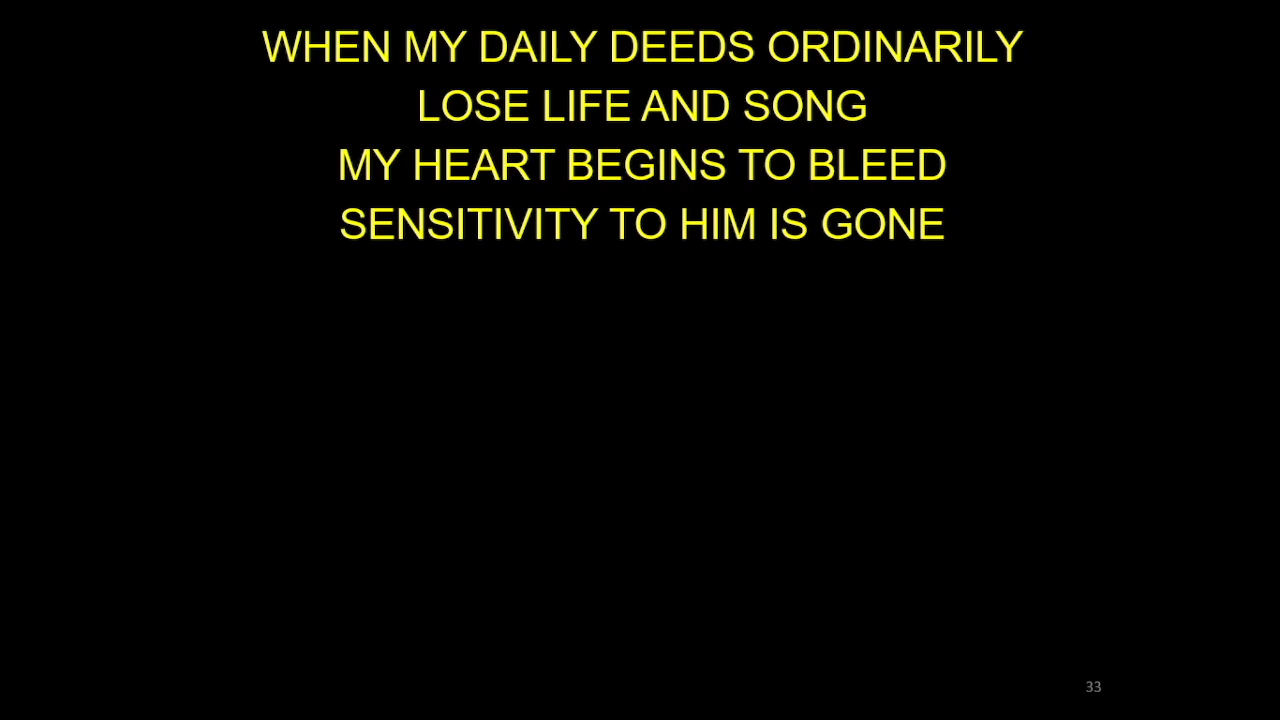 WHEN MY DAILY DEEDS ORDINARILY
LOSE LIFE AND SONG
MY HEART BEGINS TO BLEED
SENSITIVITY TO HIM IS GONE
33